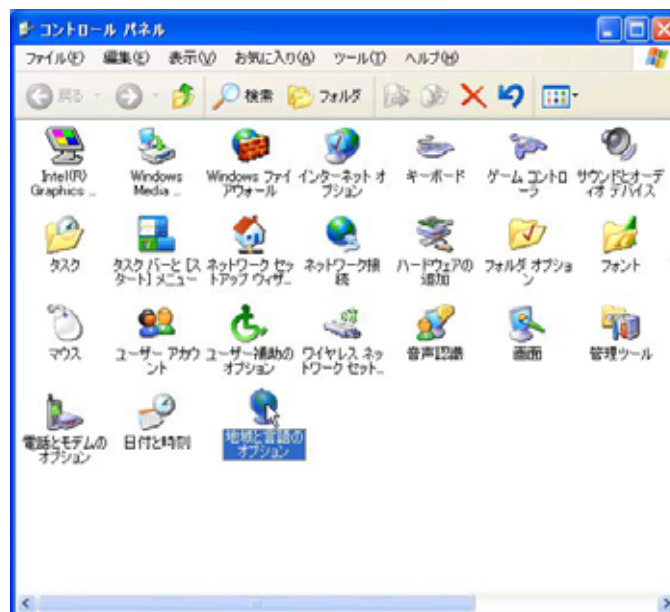 コントロール パネル
ファイル(F) 編集(E) 表示(V) お気に入り(A) ツール(T) ヘルプ(H)
戻る 検索 フォルダ
Intel(R) Windows Windows ファイ インターネット オ キーボード ゲーム コントロ サウンドとオーデ
Graphics ... Media ... アウォール プション ーラ ィオ デバイス
タスク タスク バーと [ス ネットワーク セッ ネットワーク接 ハードウェアの フォルダ オプショ フォント
タート] メニュー トアップ ウィザ... 続 追加 ン
マウス ユーザー アカウ ユーザー補助の ワイヤレス ネッ 音声認識 画面 管理ツール
ント オプション トワーク セット...
電話とモデムの 日付と時刻 地域と言語の
オプション オプション